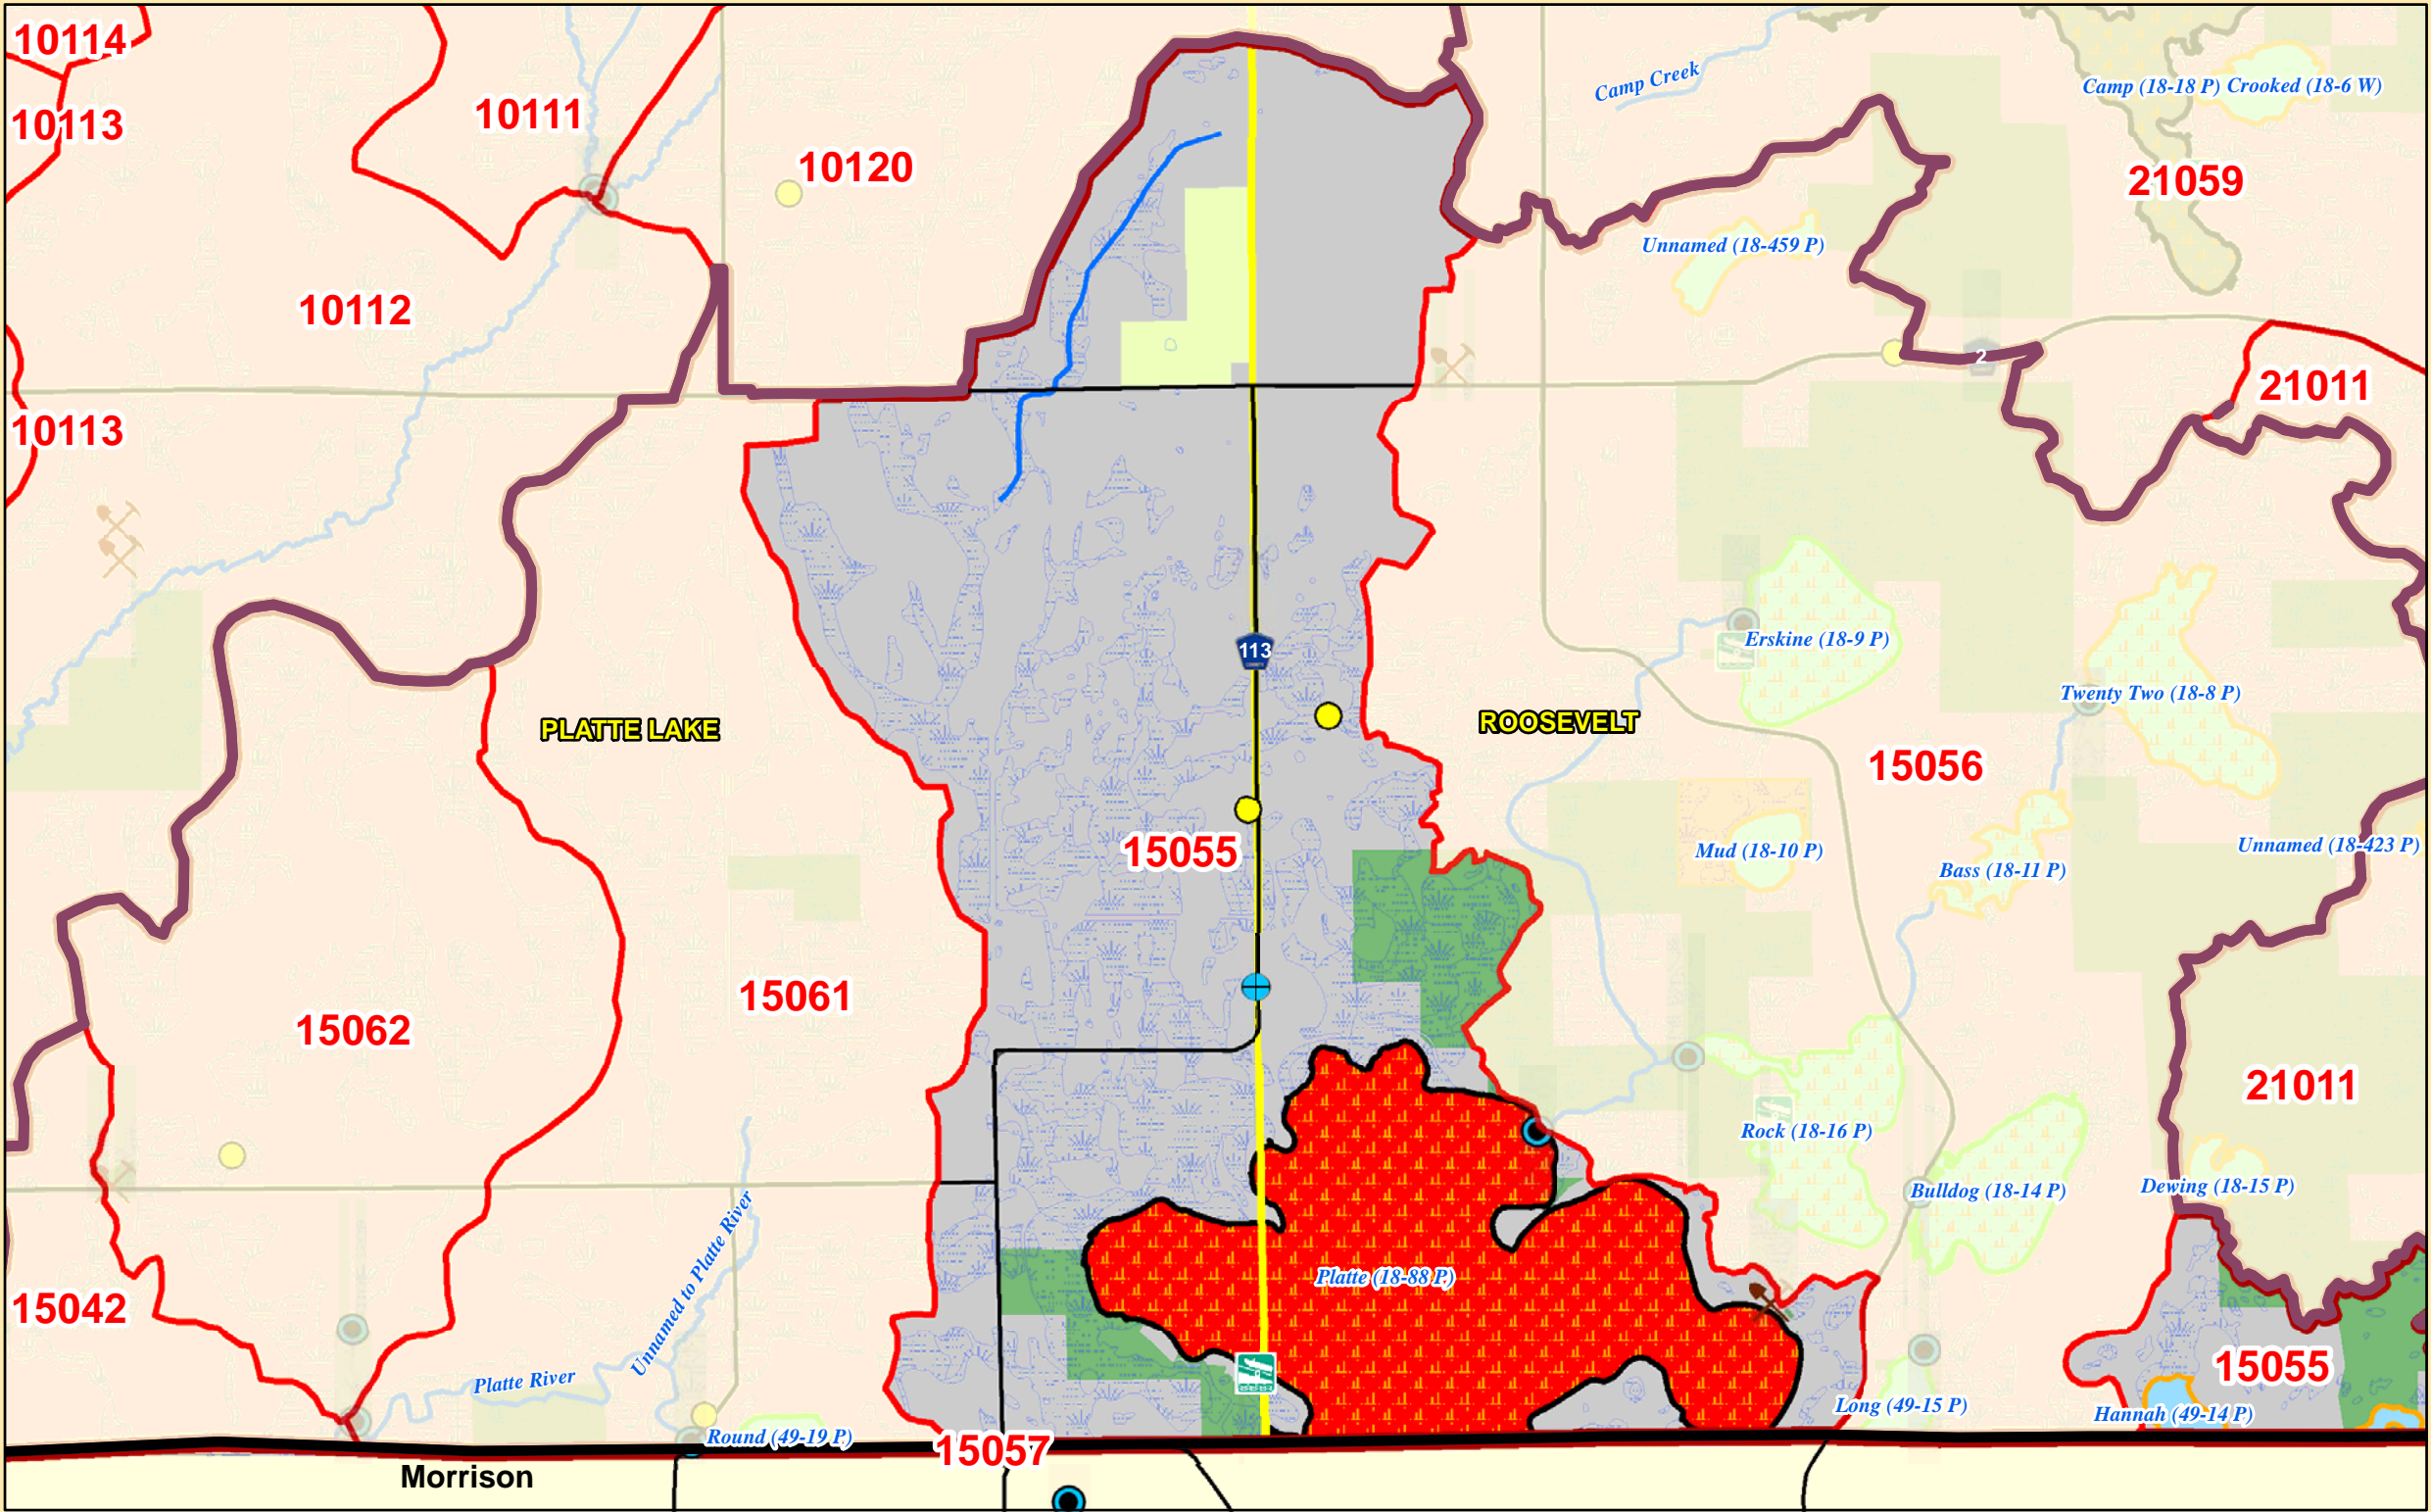 10114
Camp Creek
Camp (18-18 P)
Crooked (18-6 W)
10111
10113
10120
21059
Unnamed (18-459 P)
10112
2
21011
10113
Erskine (18-9 P)
113
Twenty Two (18-8 P)
PLATTE LAKE
ROOSEVELT
15056
15055
Mud (18-10 P)
Unnamed (18-423 P)
Bass (18-11 P)
15061
15062
21011
Rock (18-16 P)
Bulldog (18-14 P)
Dewing (18-15 P)
Unnamed to Platte River
Platte (18-88 P)
15042
15055
Platte River
Long (49-15 P)
Hannah (49-14 P)
Round (49-19 P)
15057
Morrison